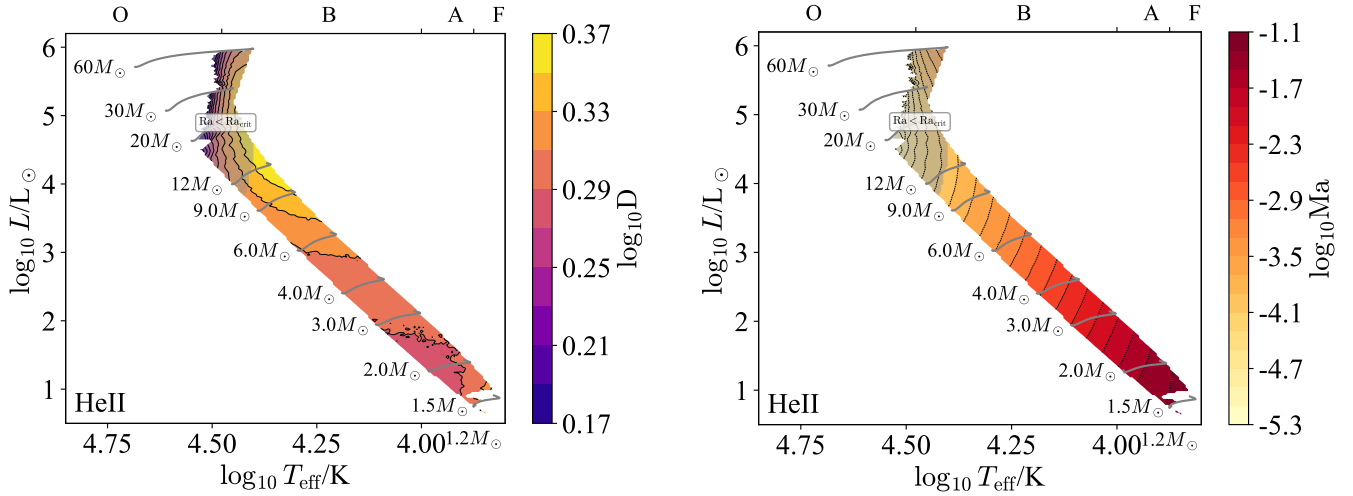 O B A F
6
5
4
3
2
1
log₁₀ L/L⊙
60M⊙
30M⊙
20M⊙
12M⊙
9.0M⊙
6.0M⊙
4.0M⊙
3.0M⊙
2.0M⊙
1.5M⊙
1.2M⊙
Ra < Ra_crit
HeII
4.75 4.50 4.25 4.00
log₁₀ T_eff/K
0.37
0.33
0.29
0.25
0.21
0.17
log₁₀D
O B A F
6
5
4
3
2
1
log₁₀ L/L⊙
60M⊙
30M⊙
20M⊙
12M⊙
9.0M⊙
6.0M⊙
4.0M⊙
3.0M⊙
2.0M⊙
1.5M⊙
1.2M⊙
Ra < Ra_crit
HeII
4.75 4.50 4.25 4.00
log₁₀ T_eff/K
-1.1
-1.7
-2.3
-2.9
-3.5
-4.1
-4.7
-5.3
log₁₀Ma